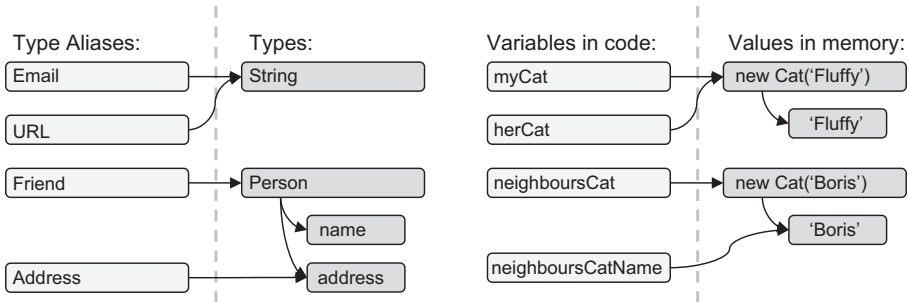 Type Aliases: Types: Variables in code: Values in memory:
Email String myCat new Cat('Fluffy')
URL herCat 'Fluffy'
Friend Person neighboursCat new Cat('Boris')
name 'Boris'
Address address neighboursCatName